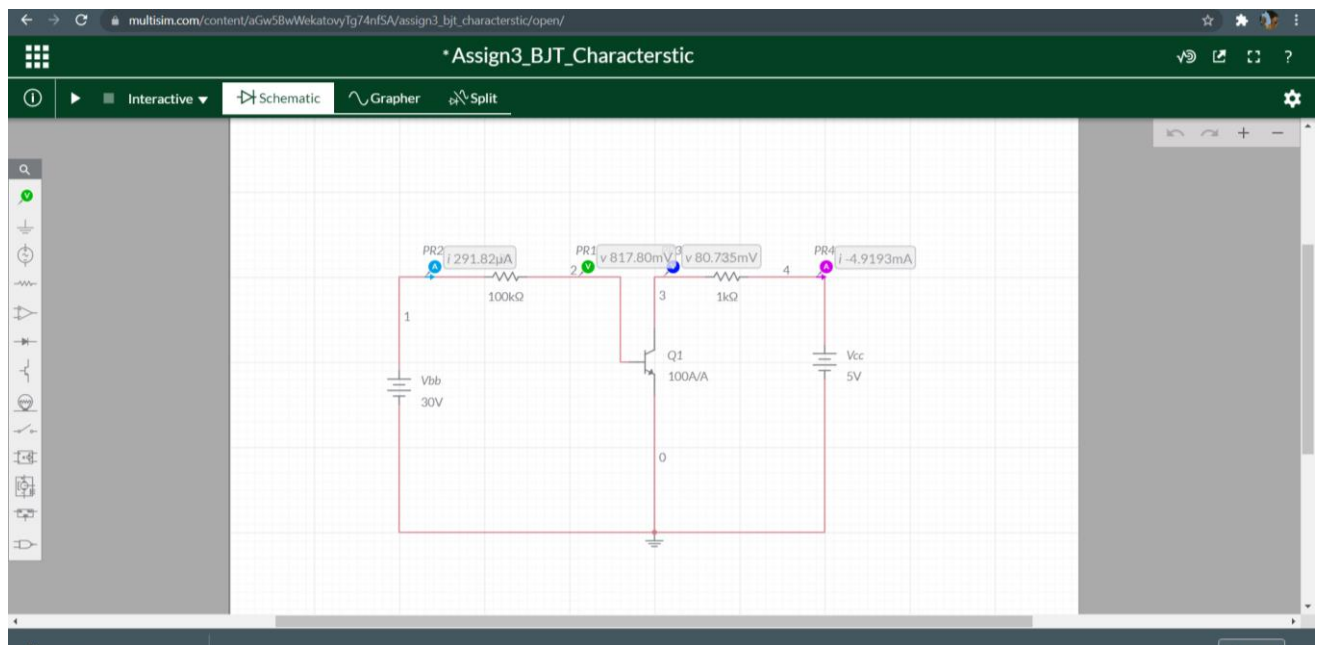 multisim.com/content/aGw5BwWekatovyTg74nfSA/assign3_bjt_characterstic/open/
*Assign3_BJT_Characterstic
Interactive
Schematic
Grapher
Split
PR2
i 291.82µA
PR1
v 817.80mV
3
v 80.735mV
PR4
i -4.9193mA
A
2
V
4
A
100kΩ
3
1kΩ
1
Q1
100A/A
Vcc
5V
Vbb
30V
0